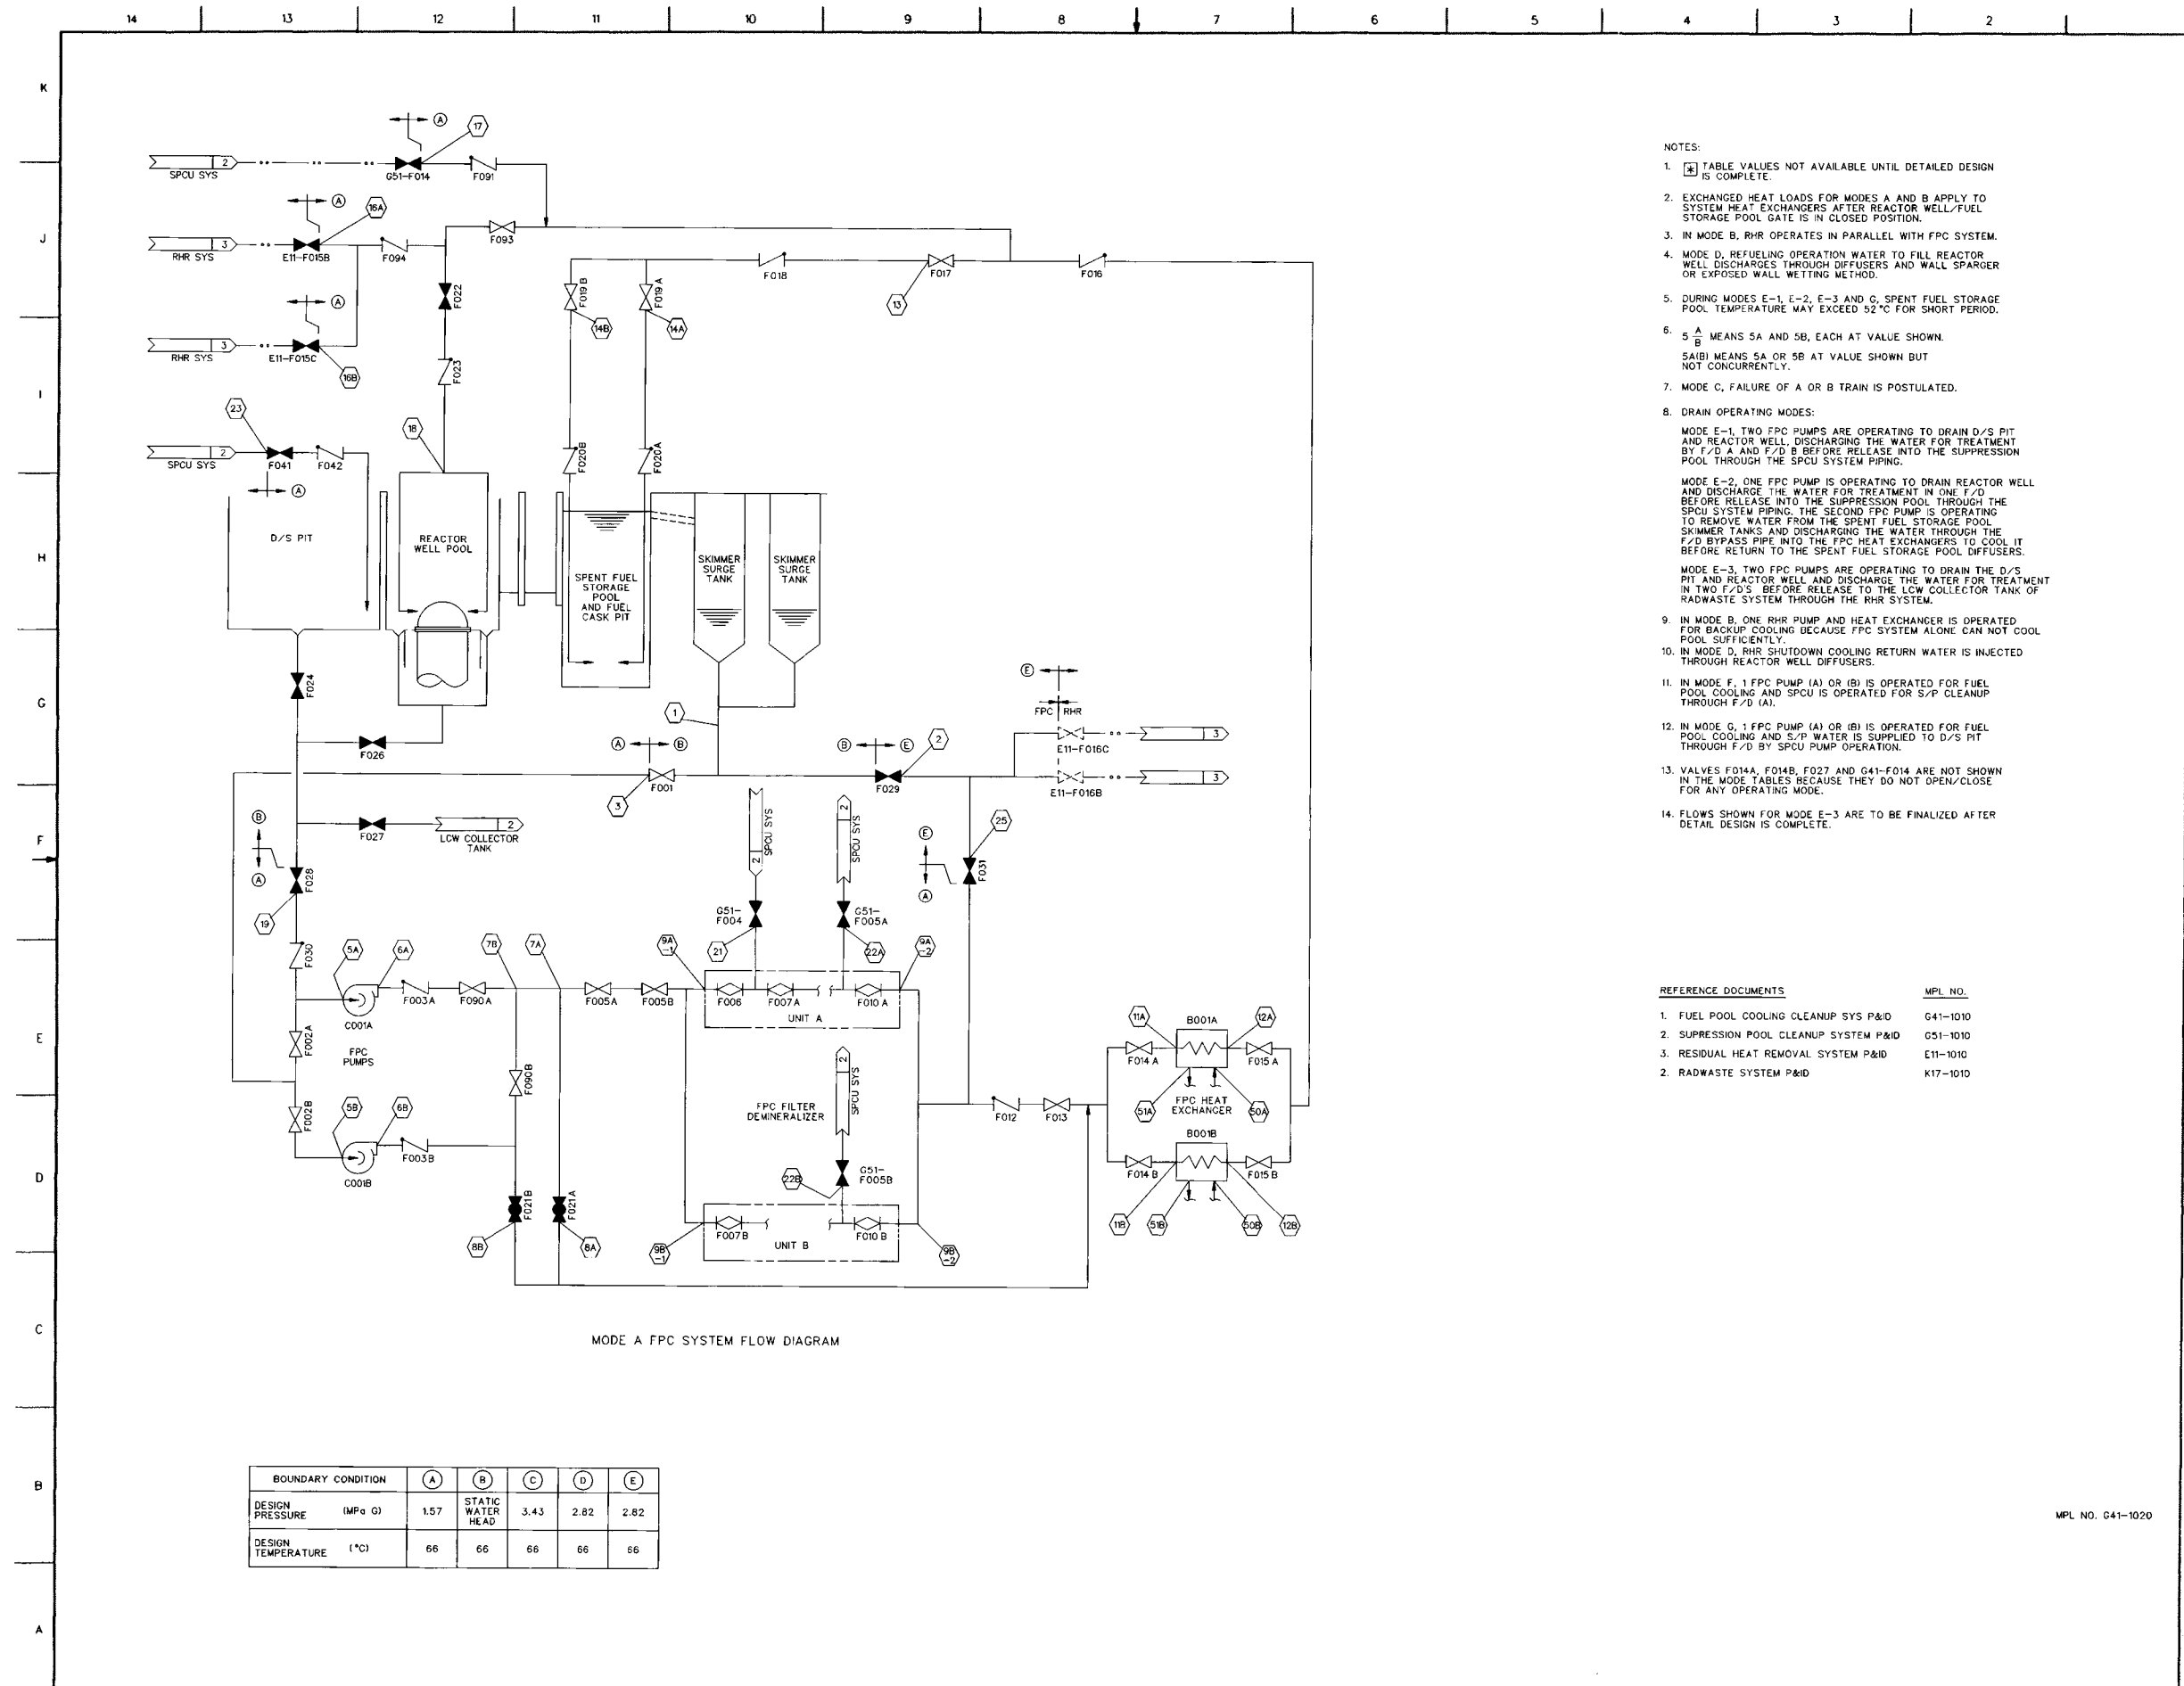 14 13 12 11 10 9 8 7 6 5 4 3 2
K
J
I
H
G
F
E
D
C
B
A
A
17
2
SPCU SYS
G51-F014
F091
A
16A
3
RHR SYS
E11-F015B
F094
F093
A
3
RHR SYS
E11-F015C
16B
F022
F023
F018
F017
F016
13
F019B
F019A
14B
14A
23
18
2
SPCU SYS
F041
F042
A
F020B
F020A
D/S PIT
REACTOR
WELL POOL
SPENT FUEL
STORAGE
POOL
AND FUEL
CASK PIT
SKIMMER
SURGE
TANK
SKIMMER
SURGE
TANK
F024
F026
1
A
B
3
F001
B
E
2
F029
E
FPC RHR
E11-F016C
3
E11-F016B
3
B
A
F027
2
LCW COLLECTOR
TANK
F028
19
F030
2
SPCU SYS
2
SPCU SYS
G51-
F004
G51-
F005A
21
22A
E
A
25
F031
5A
6A
7B
7A
9A
-1
9A
-2
F003A
F090A
F005A
F005B
F006
F007A
F010A
UNIT A
C001A
F002A
FPC
PUMPS
F002B
F090B
5B
6B
F003B
C001B
FPC FILTER
DEMINERALIZER
2
SPCU SYS
22B
G51-
F005B
F021B
F021A
8B
8A
9B
-1
9B
-2
F007B
F010B
UNIT B
F012
F013
11A
B001A
12A
F014A
F015A
51A
FPC HEAT
EXCHANGER
50A
B001B
F014B
F015B
11B
51B
50B
12B
MODE A FPC SYSTEM FLOW DIAGRAM
BOUNDARY CONDITION A B C D E
DESIGN PRESSURE (MPa G) 1.57 STATIC WATER HEAD 3.43 2.82 2.82
DESIGN TEMPERATURE (°C) 66 66 66 66 66
NOTES:
1. * TABLE VALUES NOT AVAILABLE UNTIL DETAILED DESIGN
IS COMPLETE.
2. EXCHANGED HEAT LOADS FOR MODES A AND B APPLY TO
SYSTEM HEAT EXCHANGERS AFTER REACTOR WELL/FUEL
STORAGE POOL GATE IS IN CLOSED POSITION.
3. IN MODE B, RHR OPERATES IN PARALLEL WITH FPC SYSTEM.
4. MODE D, REFUELING OPERATION WATER TO FILL REACTOR
WELL DISCHARGES THROUGH DIFFUSERS AND WALL SPARGER
OR EXPOSED WALL WETTING METHOD.
5. DURING MODES E-1, E-2, E-3 AND G, SPENT FUEL STORAGE
POOL TEMPERATURE MAY EXCEED 52 °C FOR SHORT PERIOD.
6. 5 A/B MEANS 5A AND 5B, EACH AT VALUE SHOWN.
5A(B) MEANS 5A OR 5B AT VALUE SHOWN BUT
NOT CONCURRENTLY.
7. MODE C, FAILURE OF A OR B TRAIN IS POSTULATED.
8. DRAIN OPERATING MODES:
MODE E-1, TWO FPC PUMPS ARE OPERATING TO DRAIN D/S PIT
AND REACTOR WELL, DISCHARGING THE WATER FOR TREATMENT
BY F/D A AND F/D B BEFORE RELEASE INTO THE SUPPRESSION
POOL THROUGH THE SPCU SYSTEM PIPING.
MODE E-2, ONE FPC PUMP IS OPERATING TO DRAIN REACTOR WELL
AND DISCHARGE THE WATER FOR TREATMENT IN ONE F/D
BEFORE RELEASE INTO THE SUPPRESSION POOL THROUGH THE
SPCU SYSTEM PIPING. THE SECOND FPC PUMP IS OPERATING
TO REMOVE WATER FROM THE SPENT FUEL STORAGE POOL
SKIMMER TANKS AND DISCHARGING THE WATER THROUGH THE
F/D BYPASS PIPE INTO THE FPC HEAT EXCHANGERS TO COOL IT
BEFORE RETURN TO THE SPENT FUEL STORAGE POOL DIFFUSERS.
MODE E-3, TWO FPC PUMPS ARE OPERATING TO DRAIN THE D/S
PIT AND REACTOR WELL AND DISCHARGE THE WATER FOR TREATMENT
IN TWO F/D'S BEFORE RELEASE TO THE LCW COLLECTOR TANK OF
RADWASTE SYSTEM THROUGH THE RHR SYSTEM.
9. IN MODE B, ONE RHR PUMP AND HEAT EXCHANGER IS OPERATED
FOR BACKUP COOLING BECAUSE FPC SYSTEM ALONE CAN NOT COOL
POOL SUFFICIENTLY.
10. IN MODE D, RHR SHUTDOWN COOLING RETURN WATER IS INJECTED
THROUGH REACTOR WELL DIFFUSERS.
11. IN MODE F, 1 FPC PUMP (A) OR (B) IS OPERATED FOR FUEL
POOL COOLING AND SPCU IS OPERATED FOR S/P CLEANUP
THROUGH F/D (A).
12. IN MODE G, 1 FPC PUMP (A) OR (B) IS OPERATED FOR FUEL
POOL COOLING AND S/P WATER IS SUPPLIED TO D/S PIT
THROUGH F/D BY SPCU PUMP OPERATION.
13. VALVES F014A, F014B, F027 AND G41-F014 ARE NOT SHOWN
IN THE MODE TABLES BECAUSE THEY DO NOT OPEN/CLOSE
FOR ANY OPERATING MODE.
14. FLOWS SHOWN FOR MODE E-3 ARE TO BE FINALIZED AFTER
DETAIL DESIGN IS COMPLETE.
REFERENCE DOCUMENTS MPL NO.
1. FUEL POOL COOLING CLEANUP SYS P&ID G41-1010
2. SUPRESSION POOL CLEANUP SYSTEM P&ID G51-1010
3. RESIDUAL HEAT REMOVAL SYSTEM P&ID E11-1010
2. RADWASTE SYSTEM P&ID K17-1010
MPL NO. G41-1020